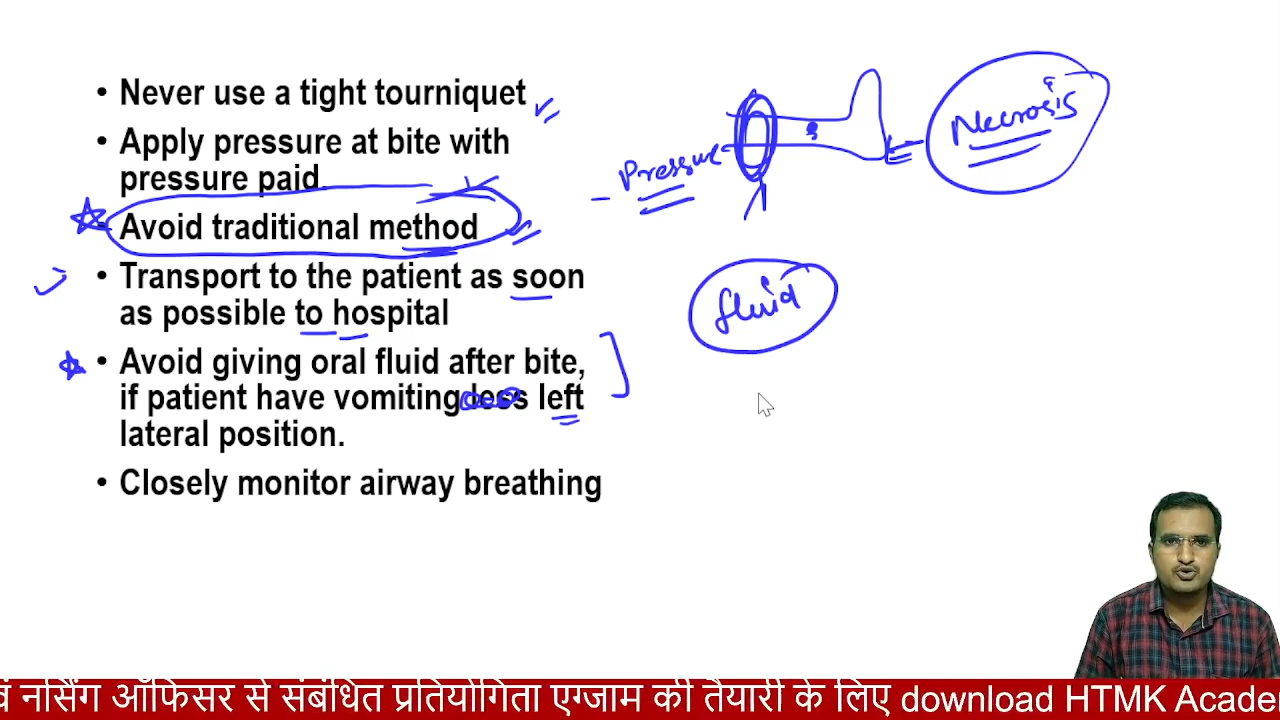 • Never use a tight tourniquet
• Apply pressure at bite with
pressure paid.
• Avoid traditional method
• Transport to the patient as soon
as possible to hospital
• Avoid giving oral fluid after bite,
if patient have vomiting left
lateral position.
• Closely monitor airway breathing
Pressure
Necrosis
fluid
वं नर्सिंग ऑफिसर से संबंधित प्रतियोगिता एग्जाम की तैयारी के लिए download HTMK Acade